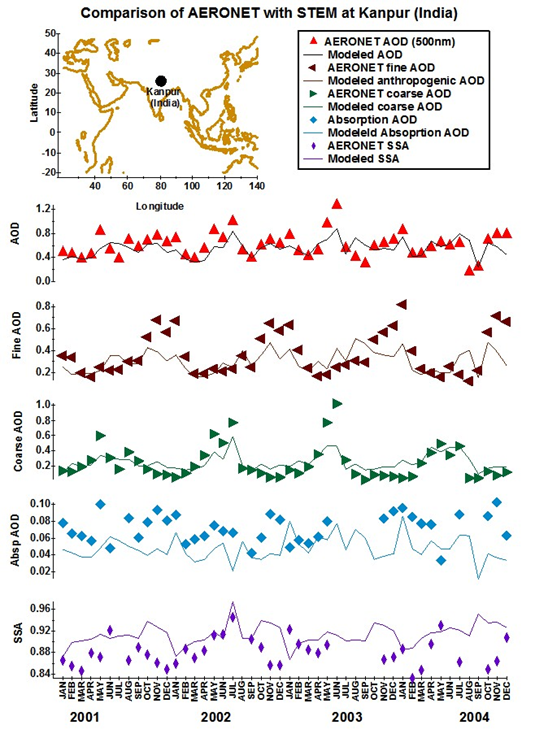 Comparison of AERONET with STEM at Kanpur (India)
50
40
30
20
10
0
-10
-20
Latitude
Kanpur
(India)
40 60 80 100 120 140
Longitude
AERONET AOD (500nm)
Modeled AOD
AERONET fine AOD
Modeled anthropogenic AOD
AERONET coarse AOD
Modeled coarse AOD
Absorption AOD
Modeleld Absoprtion AOD
AERONET SSA
Modeled SSA
AOD
1.2
0.8
0.4
0.0
Fine AOD
0.8
0.6
0.4
0.2
Coarse AOD
1.0
0.8
0.6
0.4
0.2
Absp AOD
0.10
0.08
0.06
0.04
0.02
SSA
0.96
0.92
0.88
0.84
JAN FEB MAR APR MAY JUN JUL AUG SEP OCT NOV DEC JAN FEB MAR APR MAY JUN JUL AUG SEP OCT NOV DEC JAN FEB MAR APR MAY JUN JUL AUG SEP OCT NOV DEC JAN FEB MAR APR MAY JUN JUL AUG SEP OCT NOV DEC
2001 2002 2003 2004